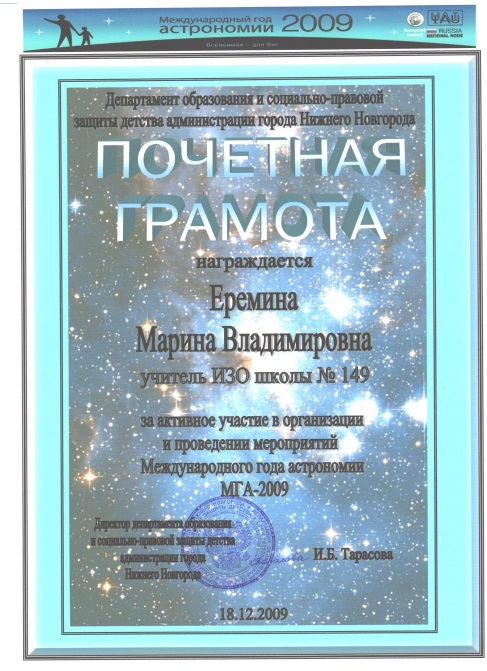 Международный год
астрономии 2009
Вселенная – для Вас
RUSSIA
NATIONAL NODE
Департамент образования и социально-правовой
защиты детства администрации города Нижнего Новгорода
ПОЧЕТНАЯ
ГРАМОТА
награждается
Еремина
Марина Владимировна
учитель ИЗО школы № 149
за активное участие в организации
и проведении мероприятий
Международного года астрономии
МГА-2009
Директор департамента образования
и социально-правовой защиты детства
администрации города
Нижнего Новгорода
И.Б. Тарасова
18.12.2009